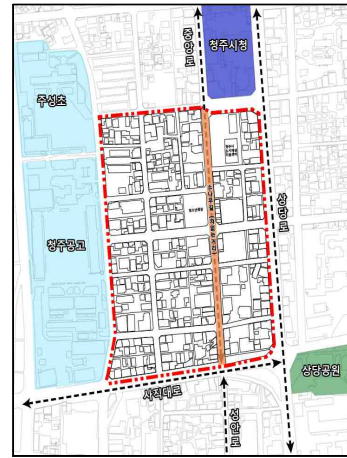 청주시청
중앙로
주성초
상당로
청주공고
상당공원
사직대로
성안로